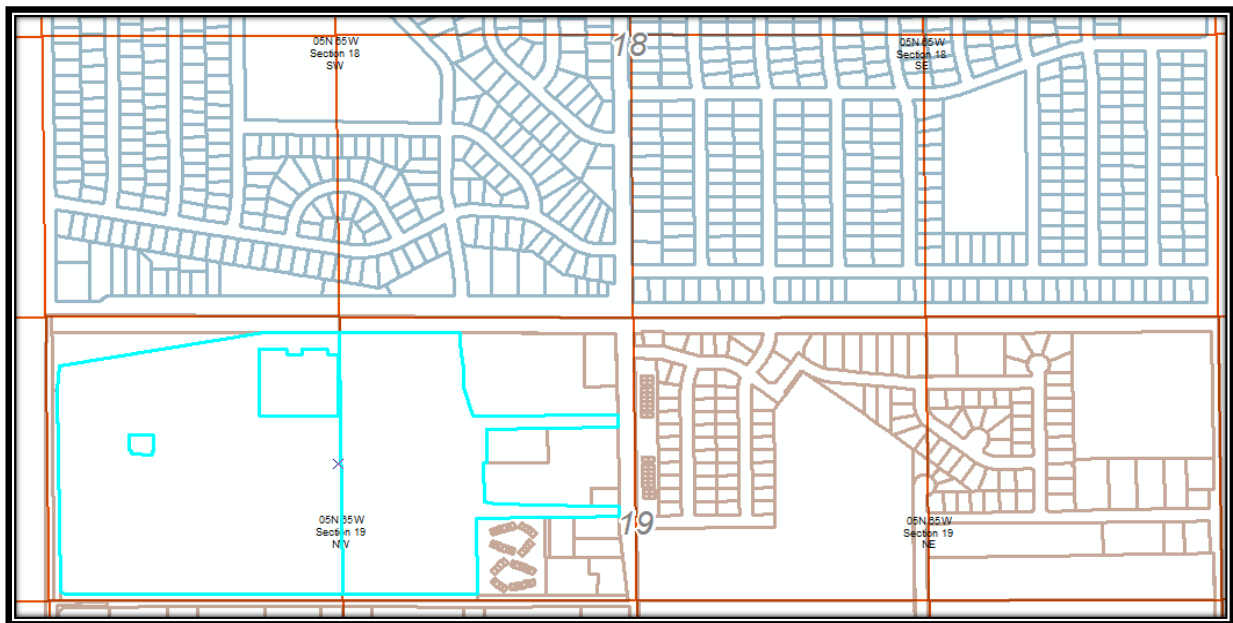 05N 65W
Section 18
SW
18
05N 65W
Section 18
SE
05N 65W
Section 19
NW
19
05N 65W
Section 19
NE